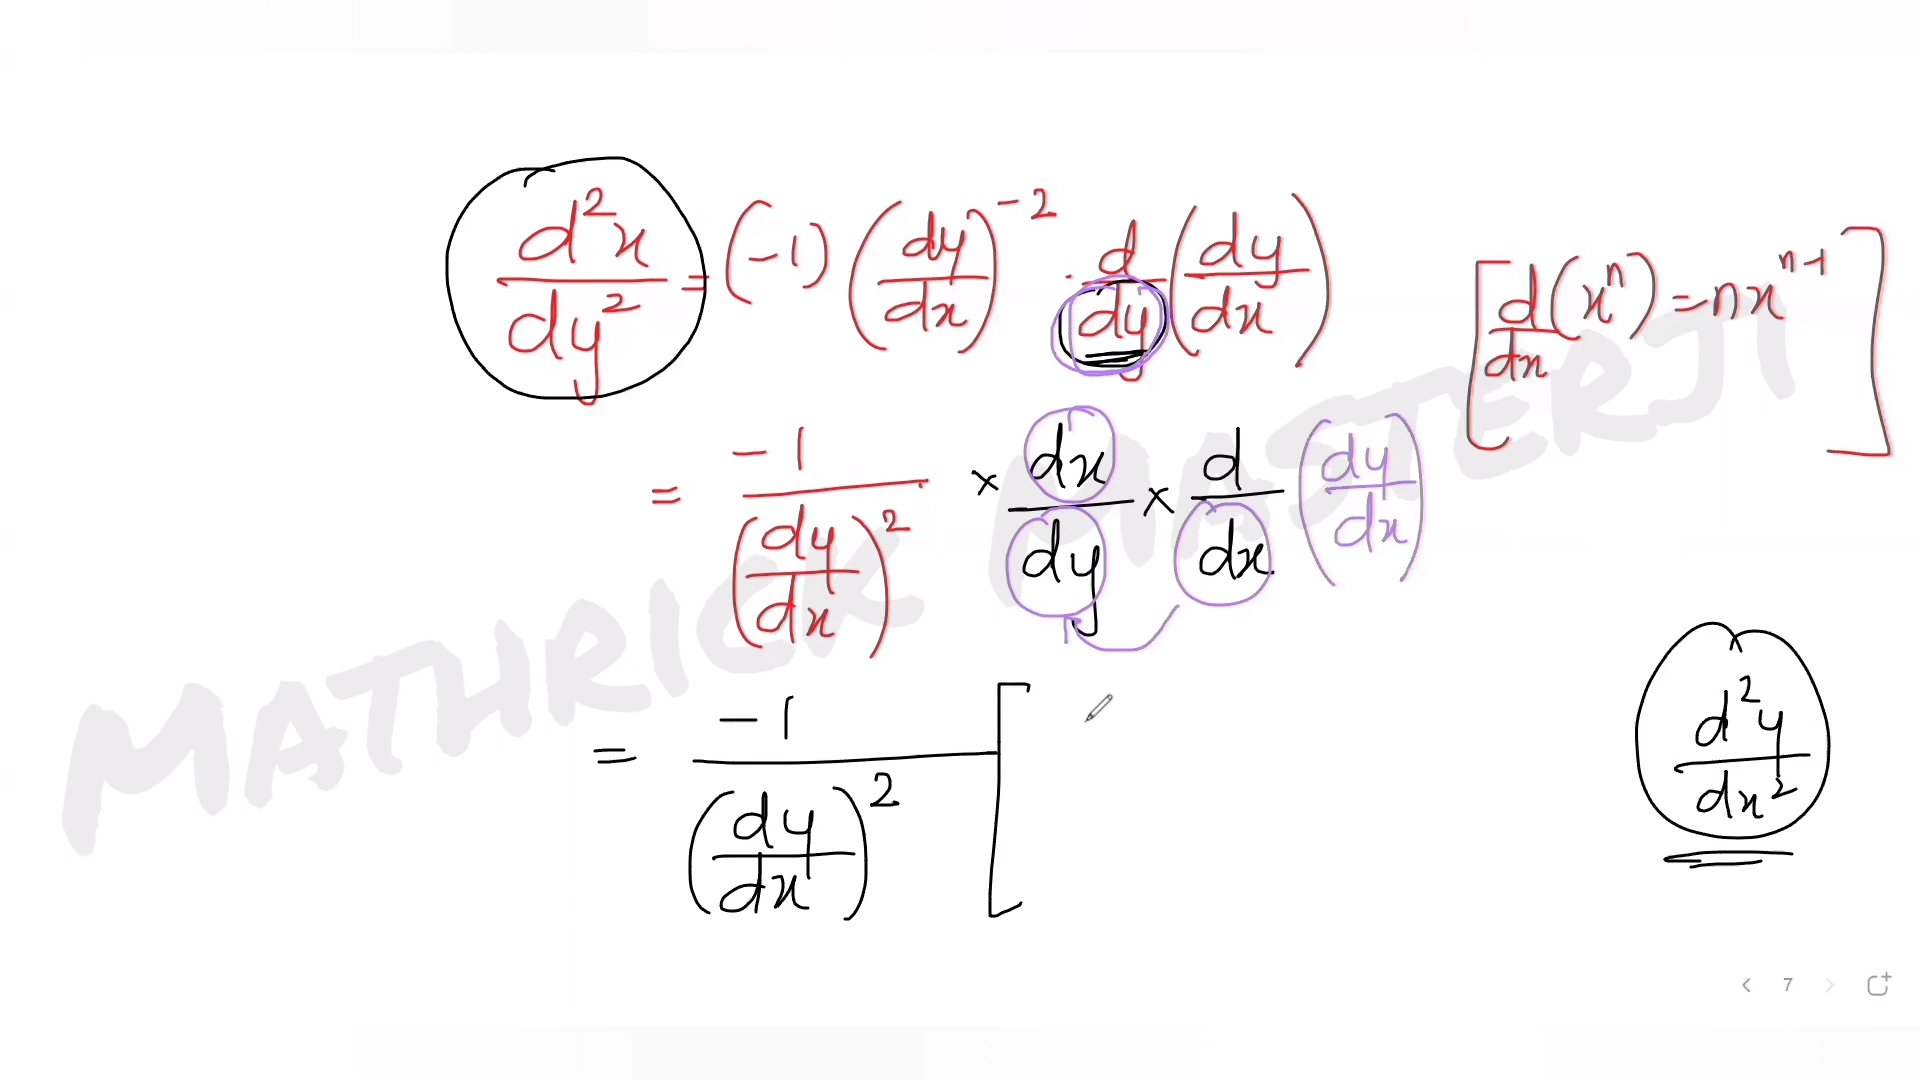 d²x/dy² = (-1) (dy/dx)⁻² · d/dy (dy/dx)
[d/dx (xⁿ) = nxⁿ⁻¹]
= -1/(dy/dx)² × dx/dy × d/dx (dy/dx)
= -1/(dy/dx)² [
d²y/dx²
MATHRICK MASTERJI
< 7 >